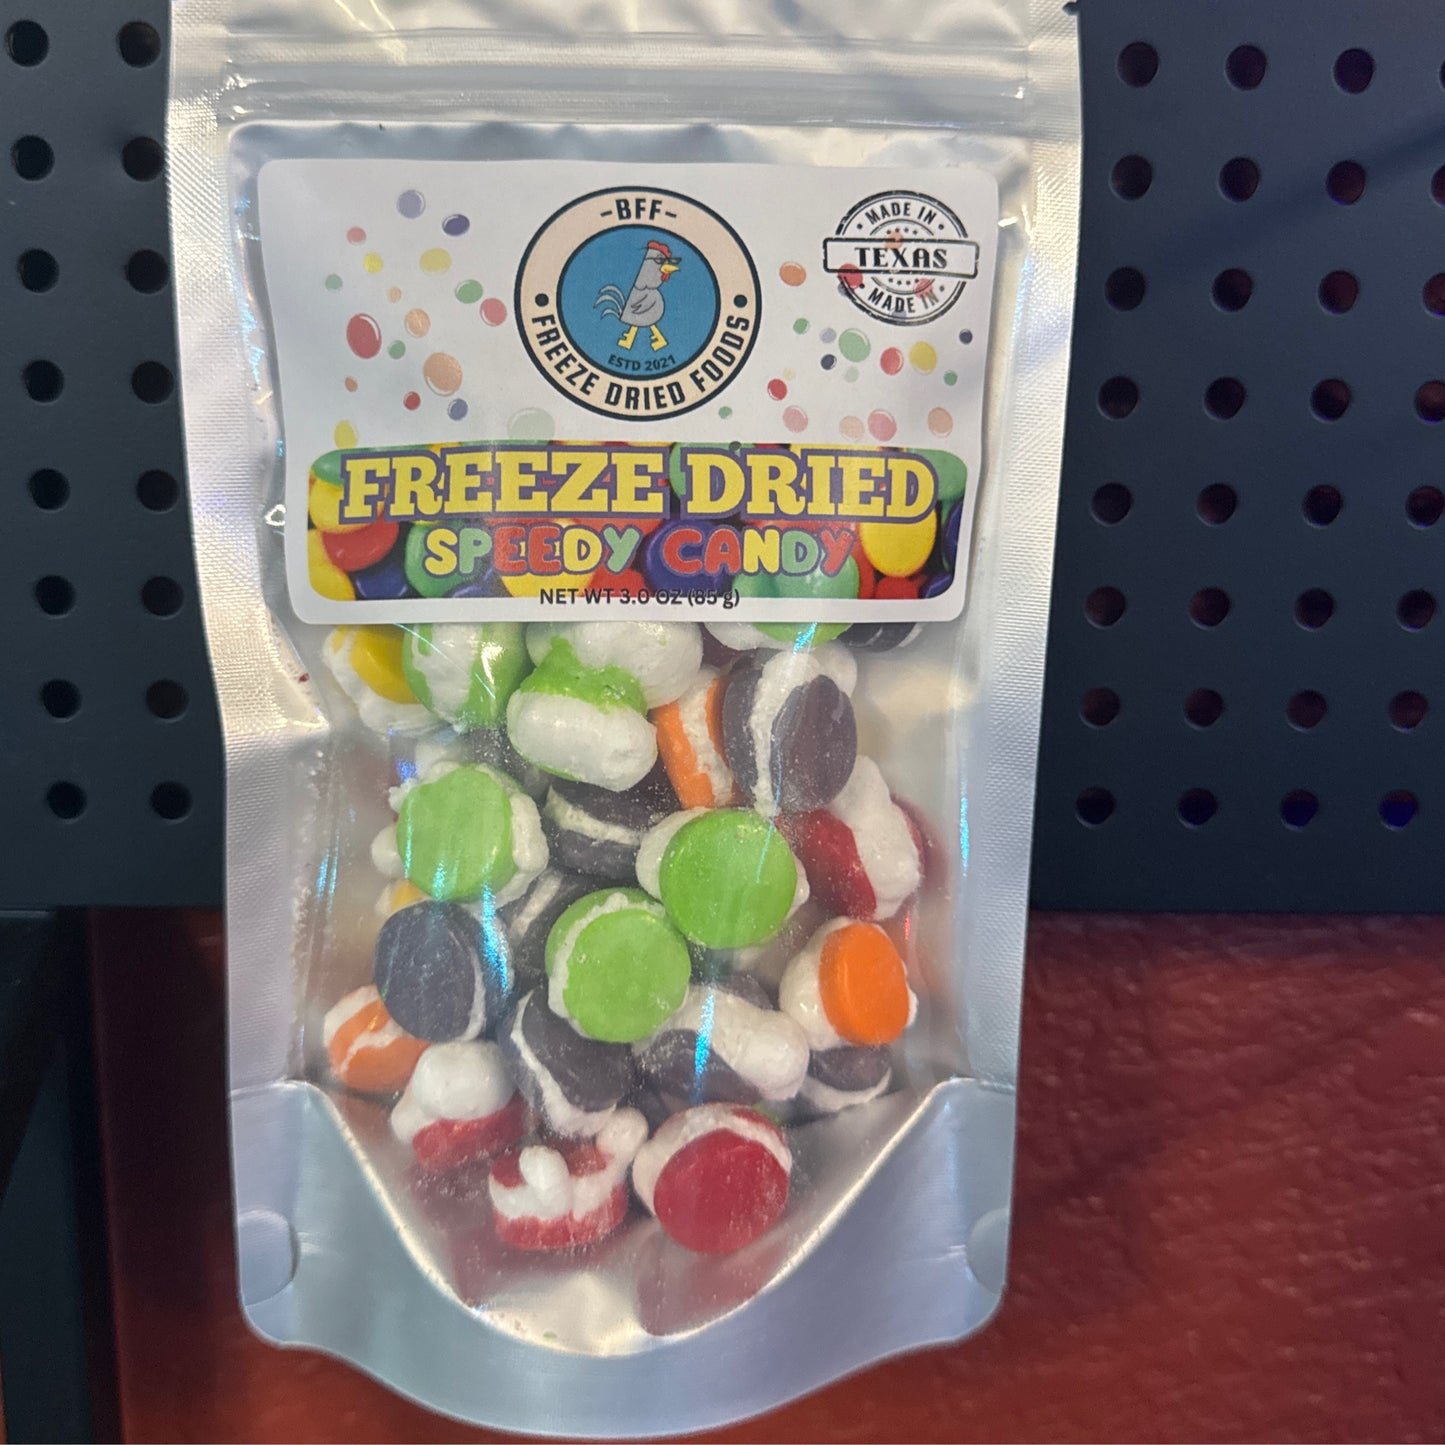 -BFF-
FREEZE DRIED FOODS
ESTD 2021
MADE IN
TEXAS
MADE IN
FREEZE DRIED
SPEEDY CANDY
NET WT 3.0 OZ (85 g)